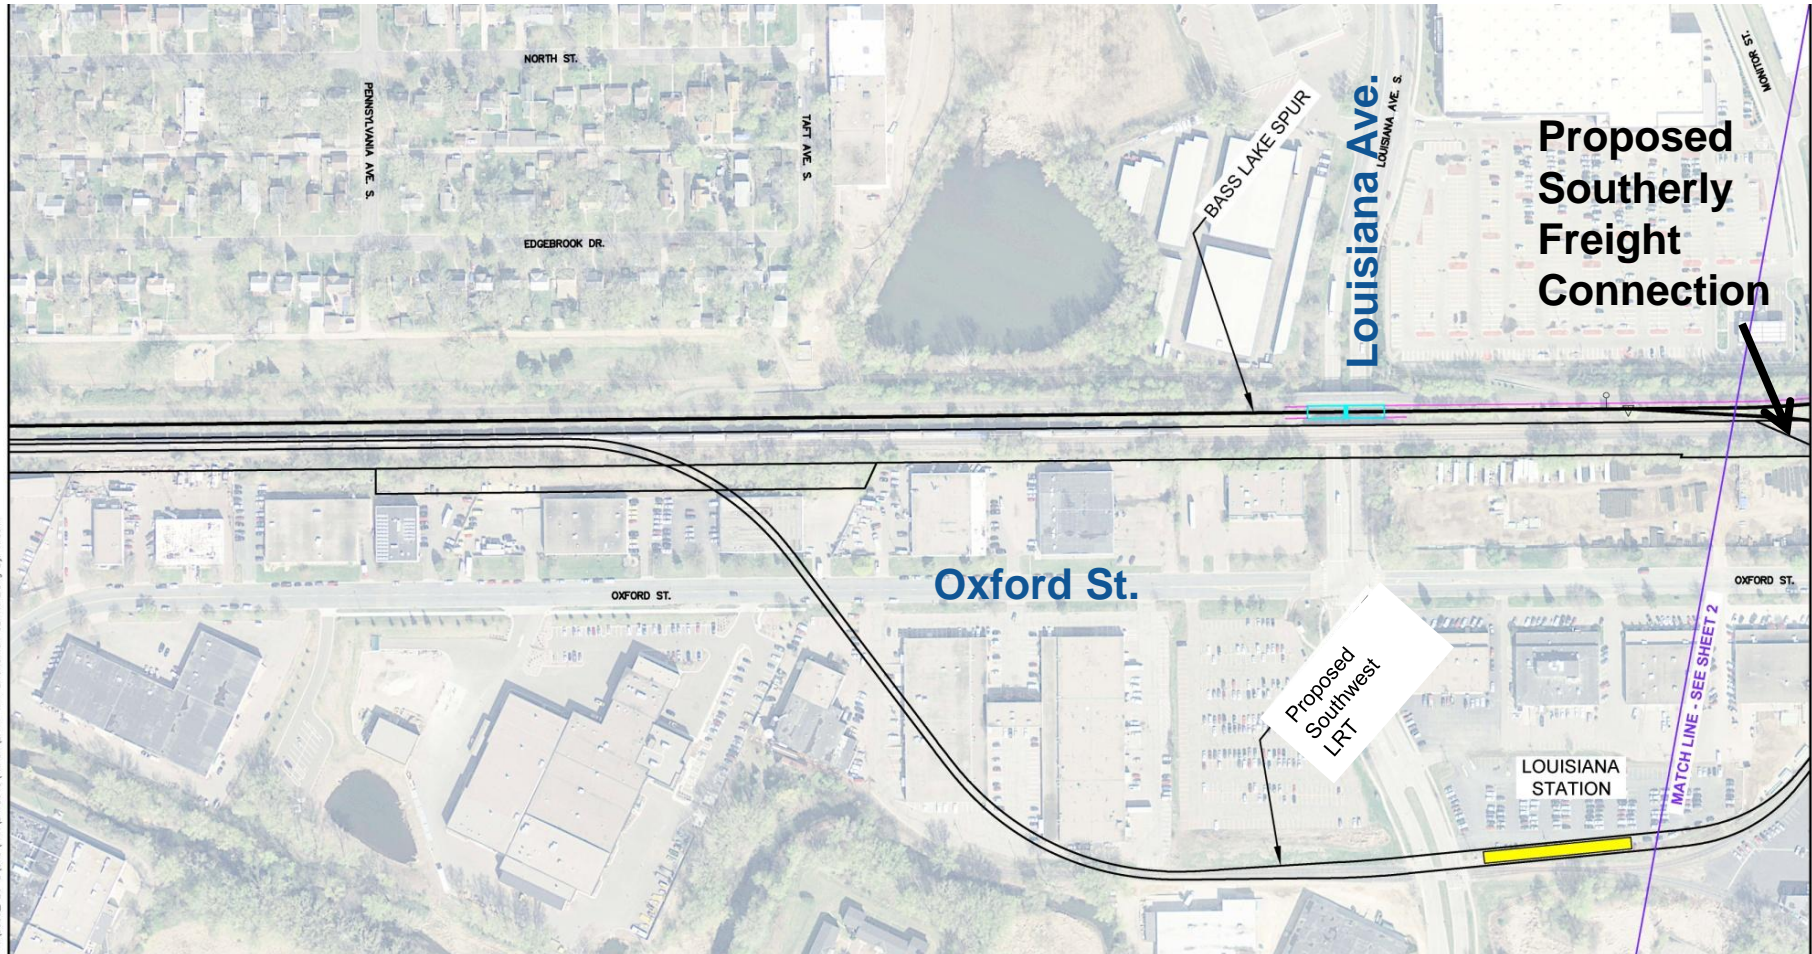 NORTH ST.
PENNSYLVANIA AVE. S.
TAFT AVE. S.
EDGEBROOK DR.
BASS LAKE SPUR
Louisiana Ave.
LOUISIANA AVE. S.
MONITOR ST.
Proposed
Southerly
Freight
Connection
Oxford St.
OXFORD ST.
OXFORD ST.
Proposed
Southwest
LRT
LOUISIANA
STATION
MATCH LINE - SEE SHEET 2